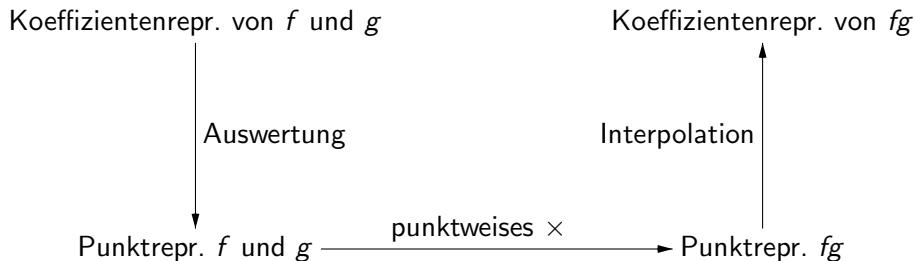 Koeffizientenrepr. von f und g
Koeffizientenrepr. von fg
Auswertung
Interpolation
punktweises ×
Punktrepr. f und g
Punktrepr. fg